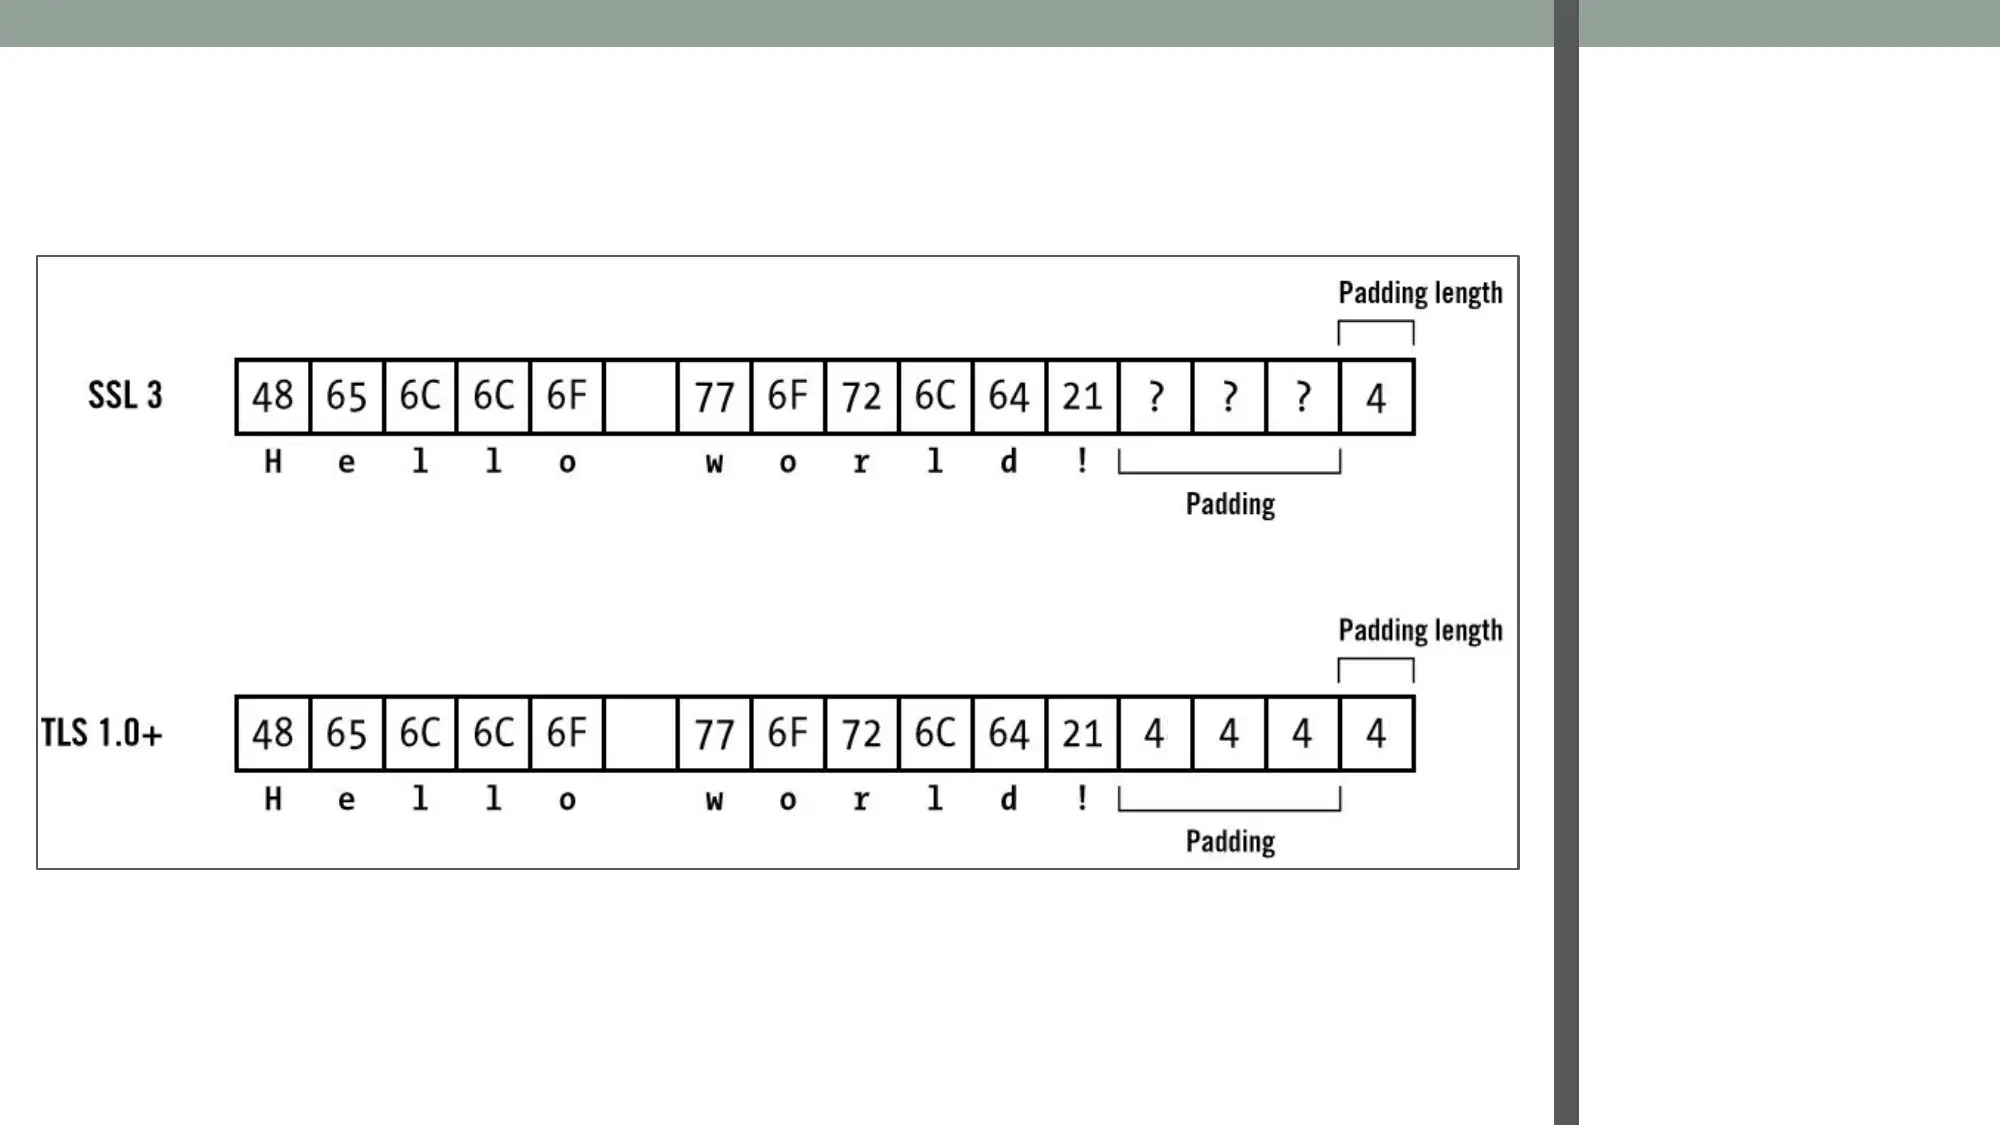 Padding length
SSL 3 48 65 6C 6C 6F 77 6F 72 6C 64 21 ? ? ? 4
H e l l o w o r l d !
Padding
Padding length
TLS 1.0+ 48 65 6C 6C 6F 77 6F 72 6C 64 21 4 4 4 4
H e l l o w o r l d !
Padding